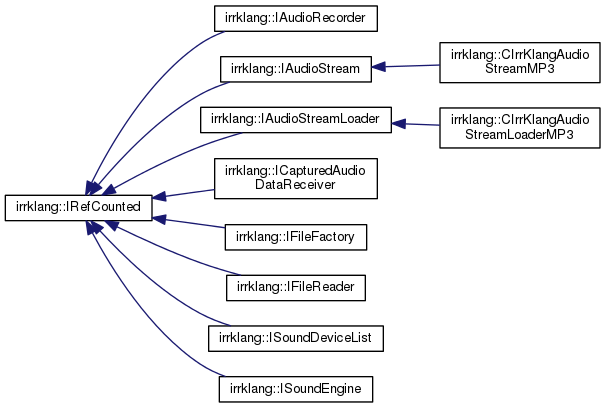 irrklang::IAudioRecorder
irrklang::IAudioStream
irrklang::CIrrKlangAudio
StreamMP3
irrklang::IAudioStreamLoader
irrklang::CIrrKlangAudio
StreamLoaderMP3
irrklang::ICapturedAudio
DataReceiver
irrklang::IRefCounted
irrklang::IFileFactory
irrklang::IFileReader
irrklang::ISoundDeviceList
irrklang::ISoundEngine